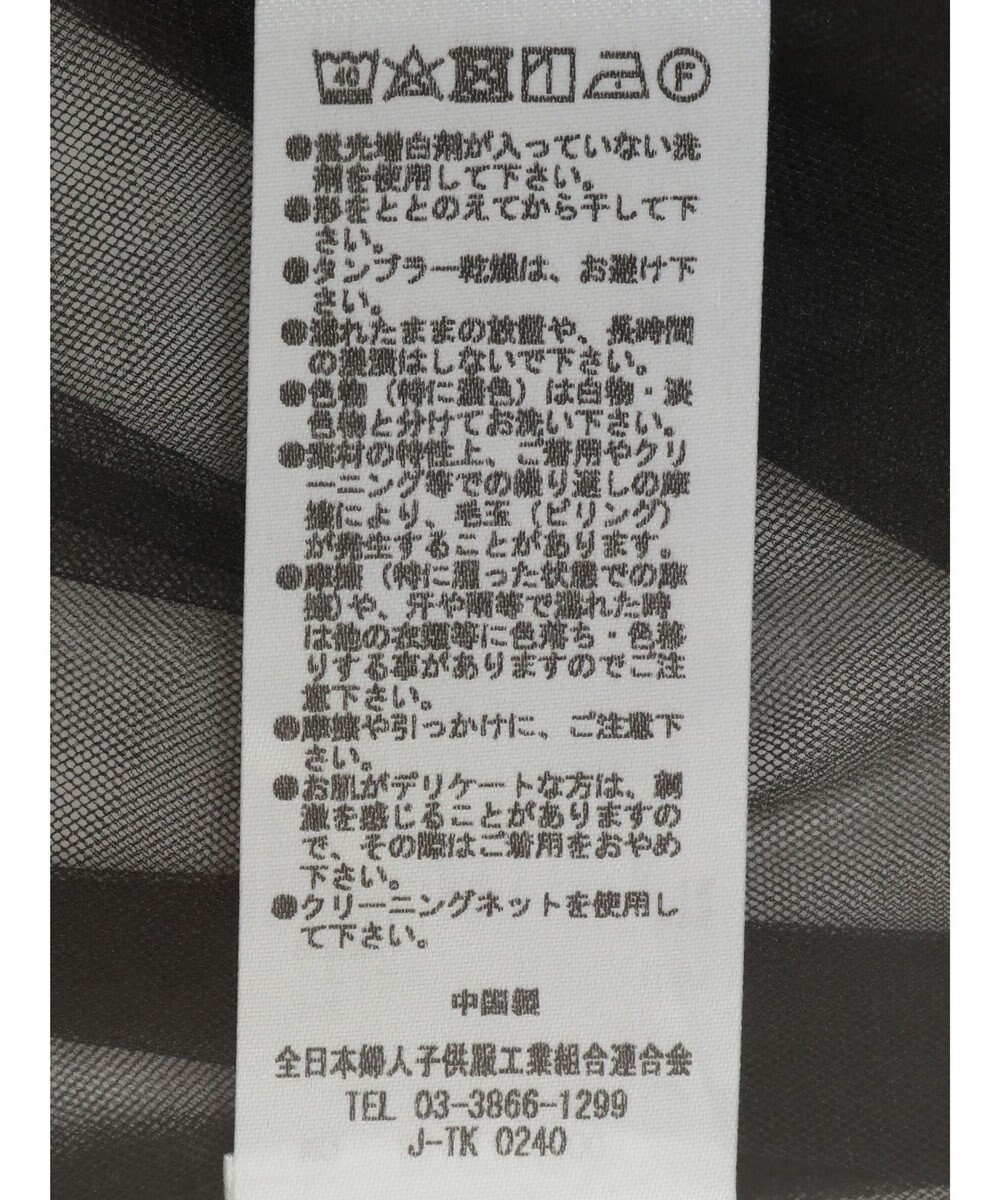 40 F
●蛍光増白剤が入っていない洗
剤を使用して下さい。
●形をととのえてから干して下
さい。
●タンブラー乾燥は、お避け下
さい。
●濡れたままの放置や、長時間
の浸漬はしないで下さい。
●色物（特に濃色）は白物・淡
色物と分けてお洗い下さい。
●素材の特性上、ご着用やクリ
ーニング等での繰り返しの摩
擦により、毛玉（ピリング）
が発生することがあります。
●摩擦（特に湿った状態での摩
擦）や、汗や雨等で濡れた時
は他の衣類等に色落ち・色移
りする事がありますのでご注
意下さい。
●摩擦や引っかけに、ご注意下
さい。
●お肌がデリケートな方は、刺
激を感じることがありますの
で、その際はご着用をおやめ
下さい。
●クリーニングネットを使用し
て下さい。
中国製
全日本婦人子供服工業組合連合会
TEL 03-3866-1299
J-TK 0240